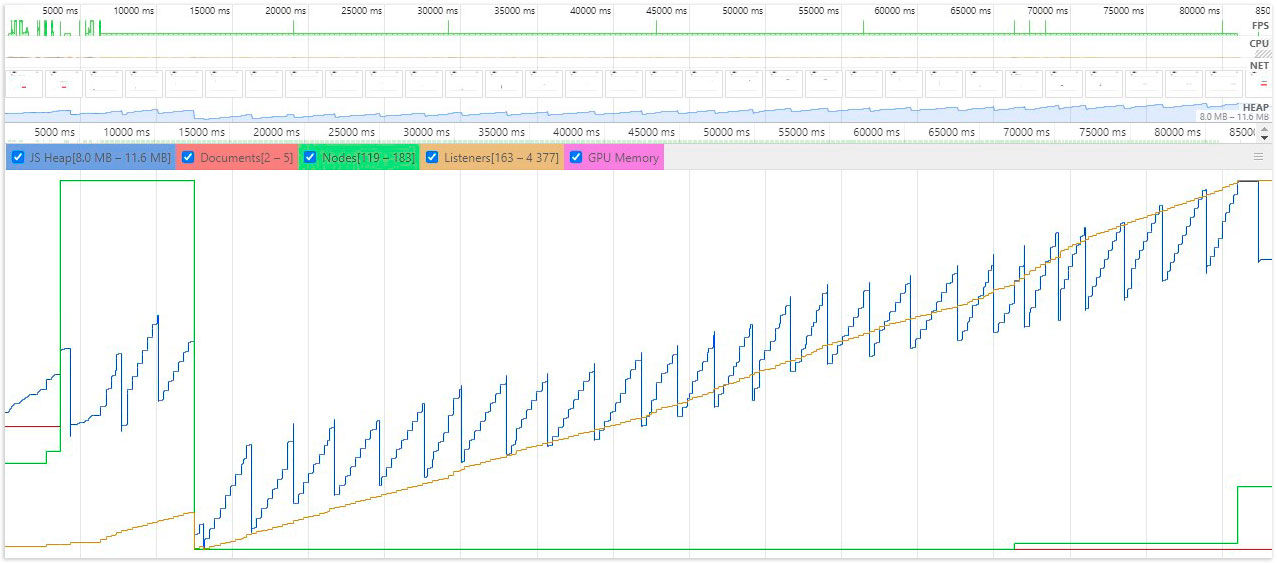 5000 ms 10000 ms 15000 ms 20000 ms 25000 ms 30000 ms 35000 ms 40000 ms 45000 ms 50000 ms 55000 ms 60000 ms 65000 ms 70000 ms 75000 ms 80000 ms 850
FPS
CPU
NET
HEAP
8.0 MB – 11.6 MB
5000 ms 10000 ms 15000 ms 20000 ms 25000 ms 30000 ms 35000 ms 40000 ms 45000 ms 50000 ms 55000 ms 60000 ms 65000 ms 70000 ms 75000 ms 80000 ms 85000
JS Heap[8.0 MB – 11.6 MB] Documents[2 – 5] Nodes[119 – 183] Listeners[163 – 4 377] GPU Memory